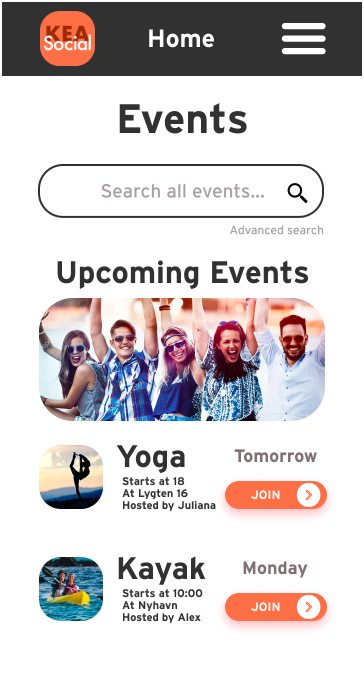 KEA
Social
Home
Events
Search all events...
Advanced search
Upcoming Events
Yoga
Tomorrow
Starts at 18
At Lygten 16
Hosted by Juliana
JOIN
Kayak
Monday
Starts at 10:00
At Nyhavn
Hosted by Alex
JOIN